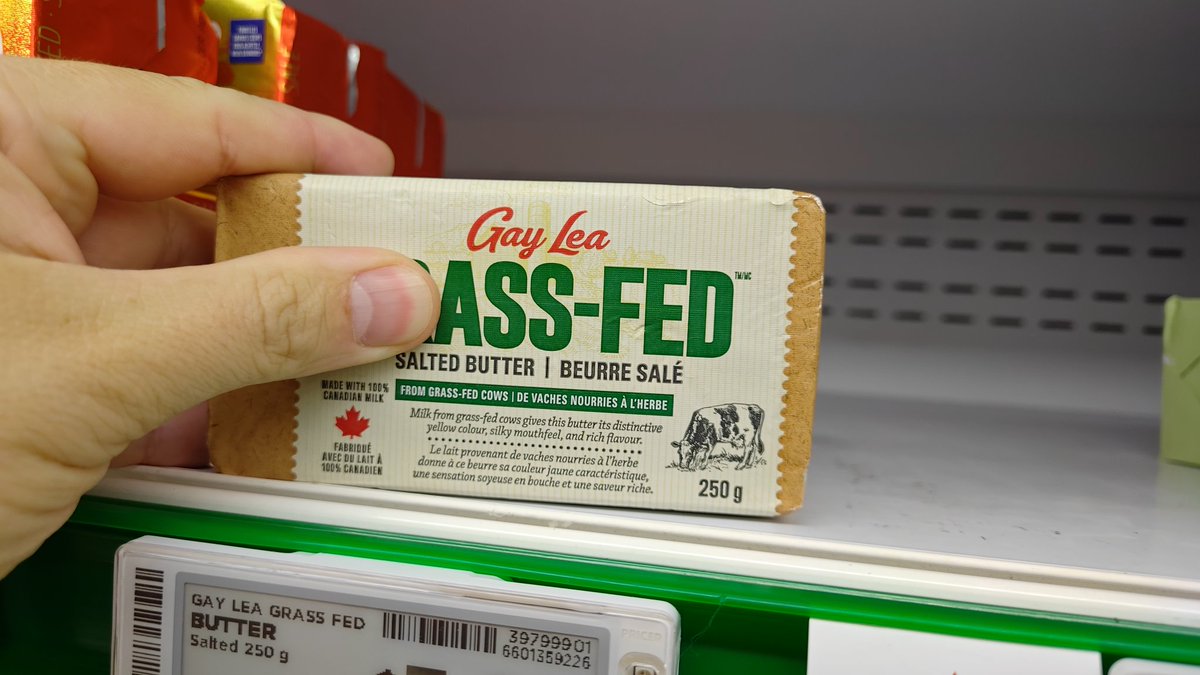 Gay Lea
ASS-FED
TM/MC
SALTED BUTTER | BEURRE SALÉ
MADE WITH 100%
CANADIAN MILK
FROM GRASS-FED COWS | DE VACHES NOURRIES À L'HERBE
Milk from grass-fed cows gives this butter its distinctive
yellow colour, silky mouthfeel, and rich flavour.
FABRIQUÉ
AVEC DU LAIT À
100% CANADIEN
Le lait provenant de vaches nourries à l'herbe
donne à ce beurre sa couleur jaune caractéristique,
une sensation soyeuse en bouche et une saveur riche.
250 g
GAY LEA GRASS FED
BUTTER
Salted 250 g
39799901
6601359226
PRICER